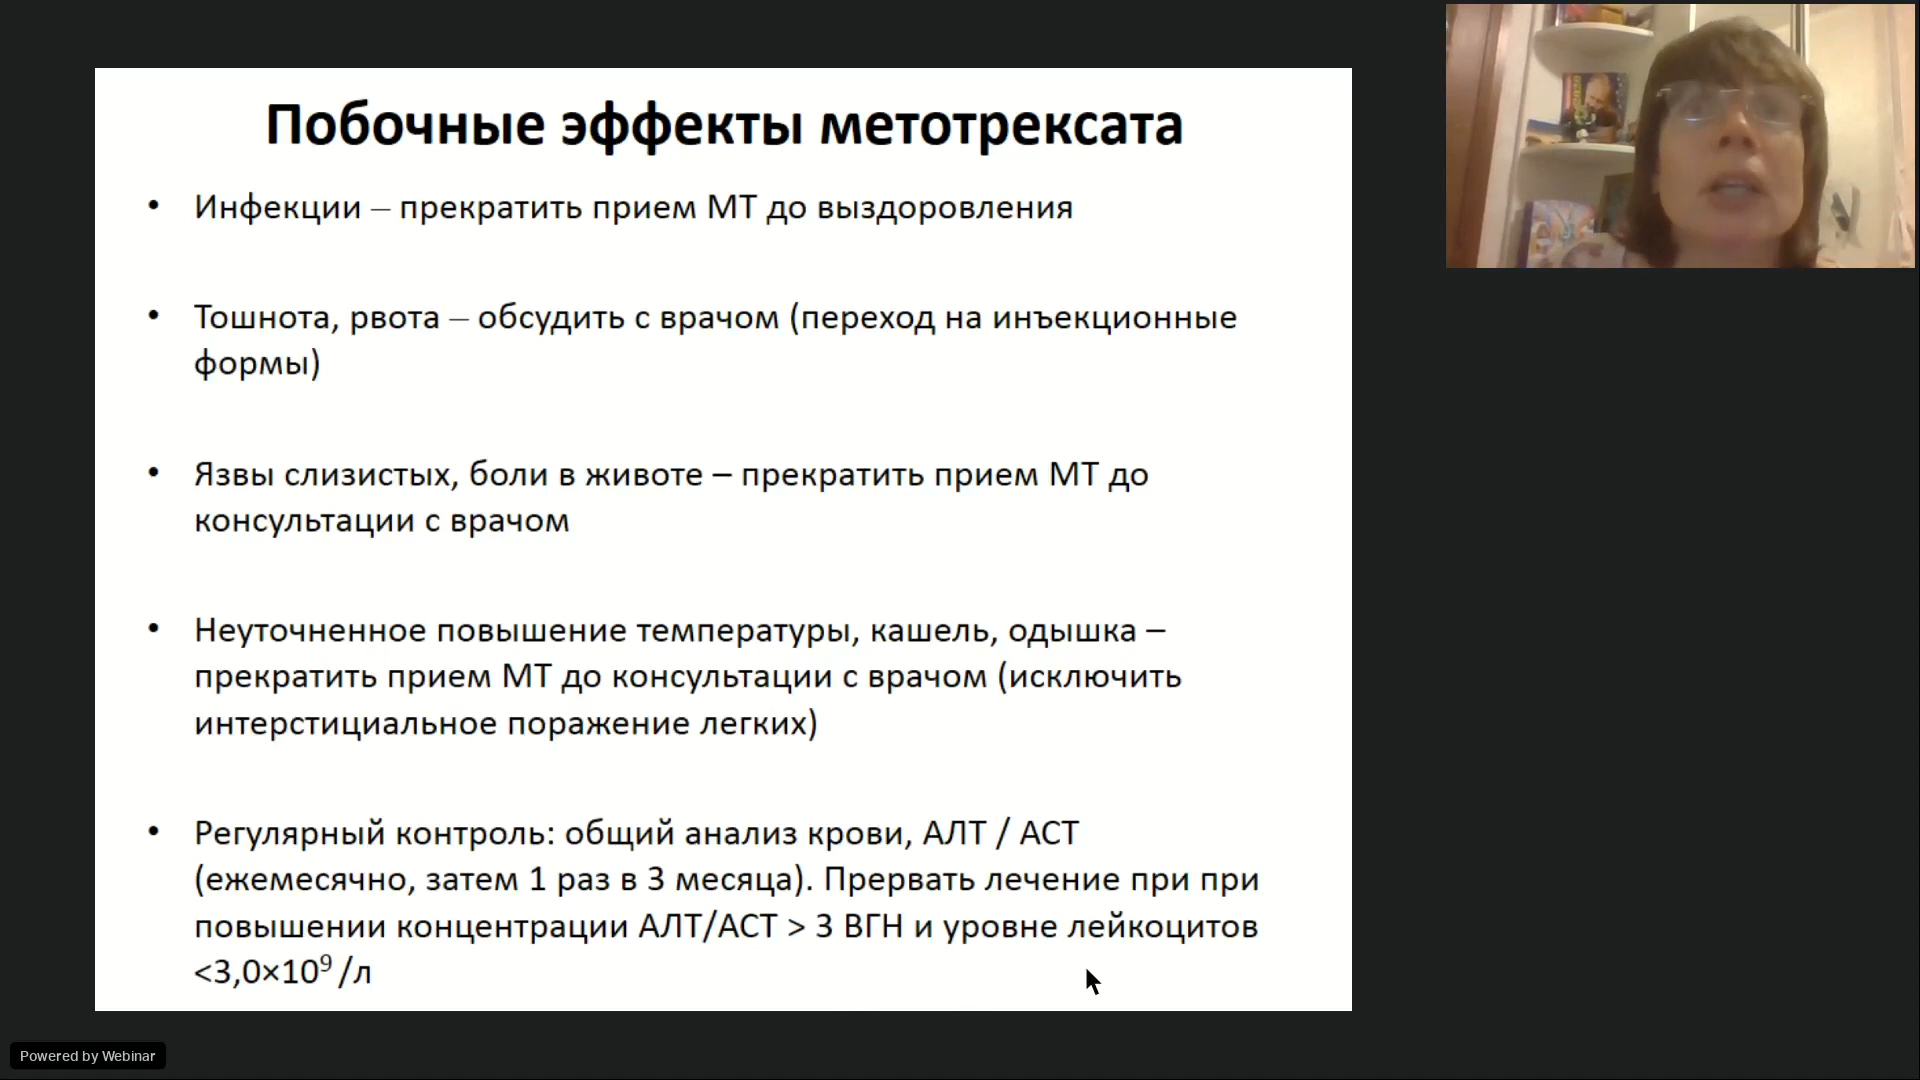 Побочные эффекты метотрексата
• Инфекции – прекратить прием МТ до выздоровления
• Тошнота, рвота – обсудить с врачом (переход на инъекционные
формы)
• Язвы слизистых, боли в животе – прекратить прием МТ до
консультации с врачом
• Неуточненное повышение температуры, кашель, одышка –
прекратить прием МТ до консультации с врачом (исключить
интерстициальное поражение легких)
• Регулярный контроль: общий анализ крови, АЛТ / АСТ
(ежемесячно, затем 1 раз в 3 месяца). Прервать лечение при при
повышении концентрации АЛТ/АСТ > 3 ВГН и уровне лейкоцитов
<3,0×10⁹ /л
Powered by Webinar